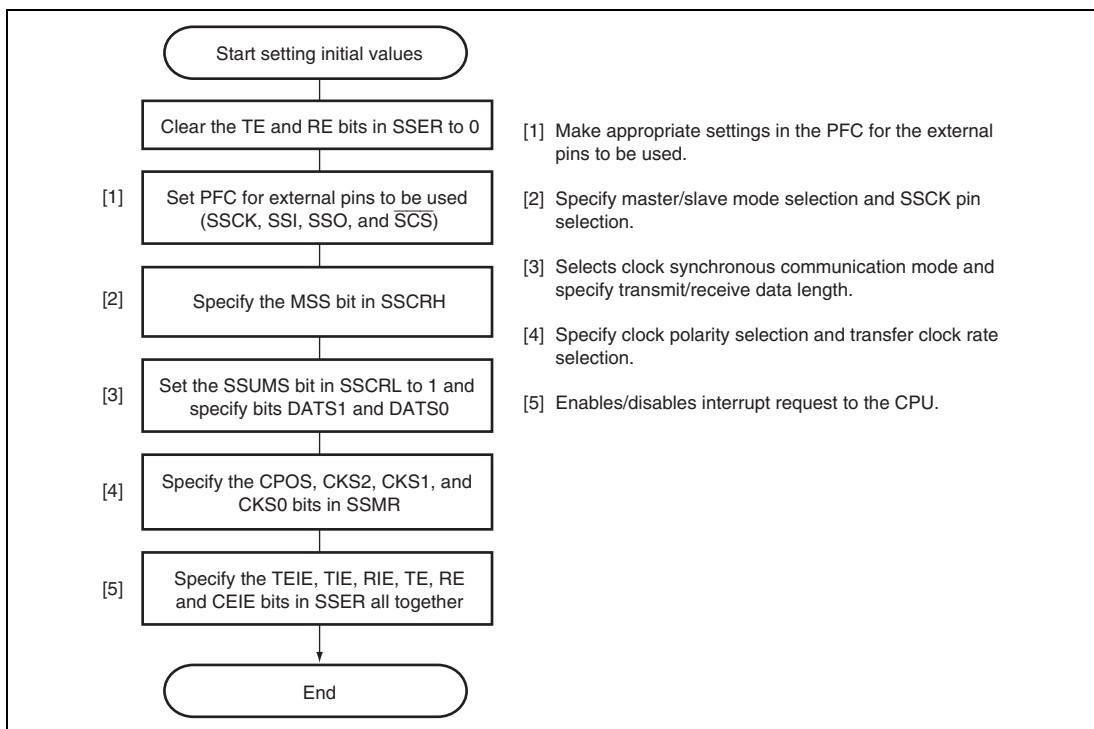 Start setting initial values
Clear the TE and RE bits in SSER to 0
[1]
Set PFC for external pins to be used
(SSCK, SSI, SSO, and S̅C̅S̅)
[2]
Specify the MSS bit in SSCRH
[3]
Set the SSUMS bit in SSCRL to 1 and
specify bits DATS1 and DATS0
[4]
Specify the CPOS, CKS2, CKS1, and
CKS0 bits in SSMR
[5]
Specify the TEIE, TIE, RIE, TE, RE
and CEIE bits in SSER all together
End
[1] Make appropriate settings in the PFC for the external
pins to be used.
[2] Specify master/slave mode selection and SSCK pin
selection.
[3] Selects clock synchronous communication mode and
specify transmit/receive data length.
[4] Specify clock polarity selection and transfer clock rate
selection.
[5] Enables/disables interrupt request to the CPU.